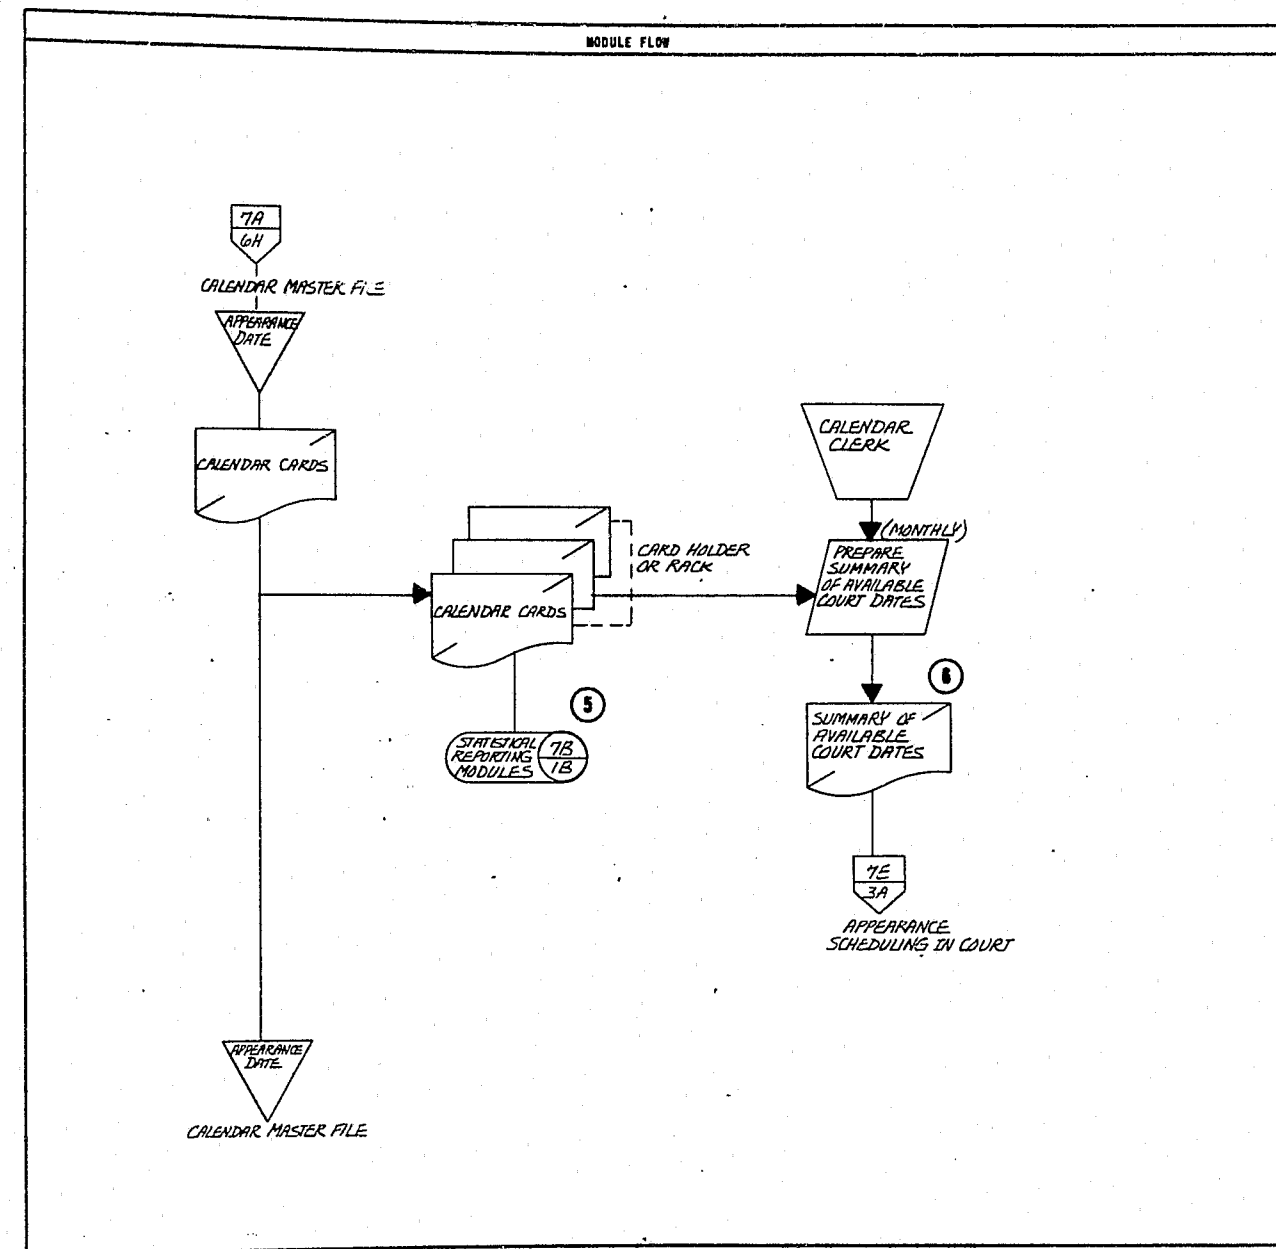 MODULE FLOW
7A
6H
CALENDAR MASTER FILE
APPEARANCE
DATE
CALENDAR CARDS
CALENDAR
CLERK
(MONTHLY)
CARD HOLDER
OR RACK
PREPARE
SUMMARY
OF AVAILABLE
COURT DATES
CALENDAR CARDS
5
6
STATISTICAL
REPORTING
MODULES
7B
1B
SUMMARY OF
AVAILABLE
COURT DATES
7E
3A
APPEARANCE
SCHEDULING IN COURT
APPEARANCE
DATE
CALENDAR MASTER FILE